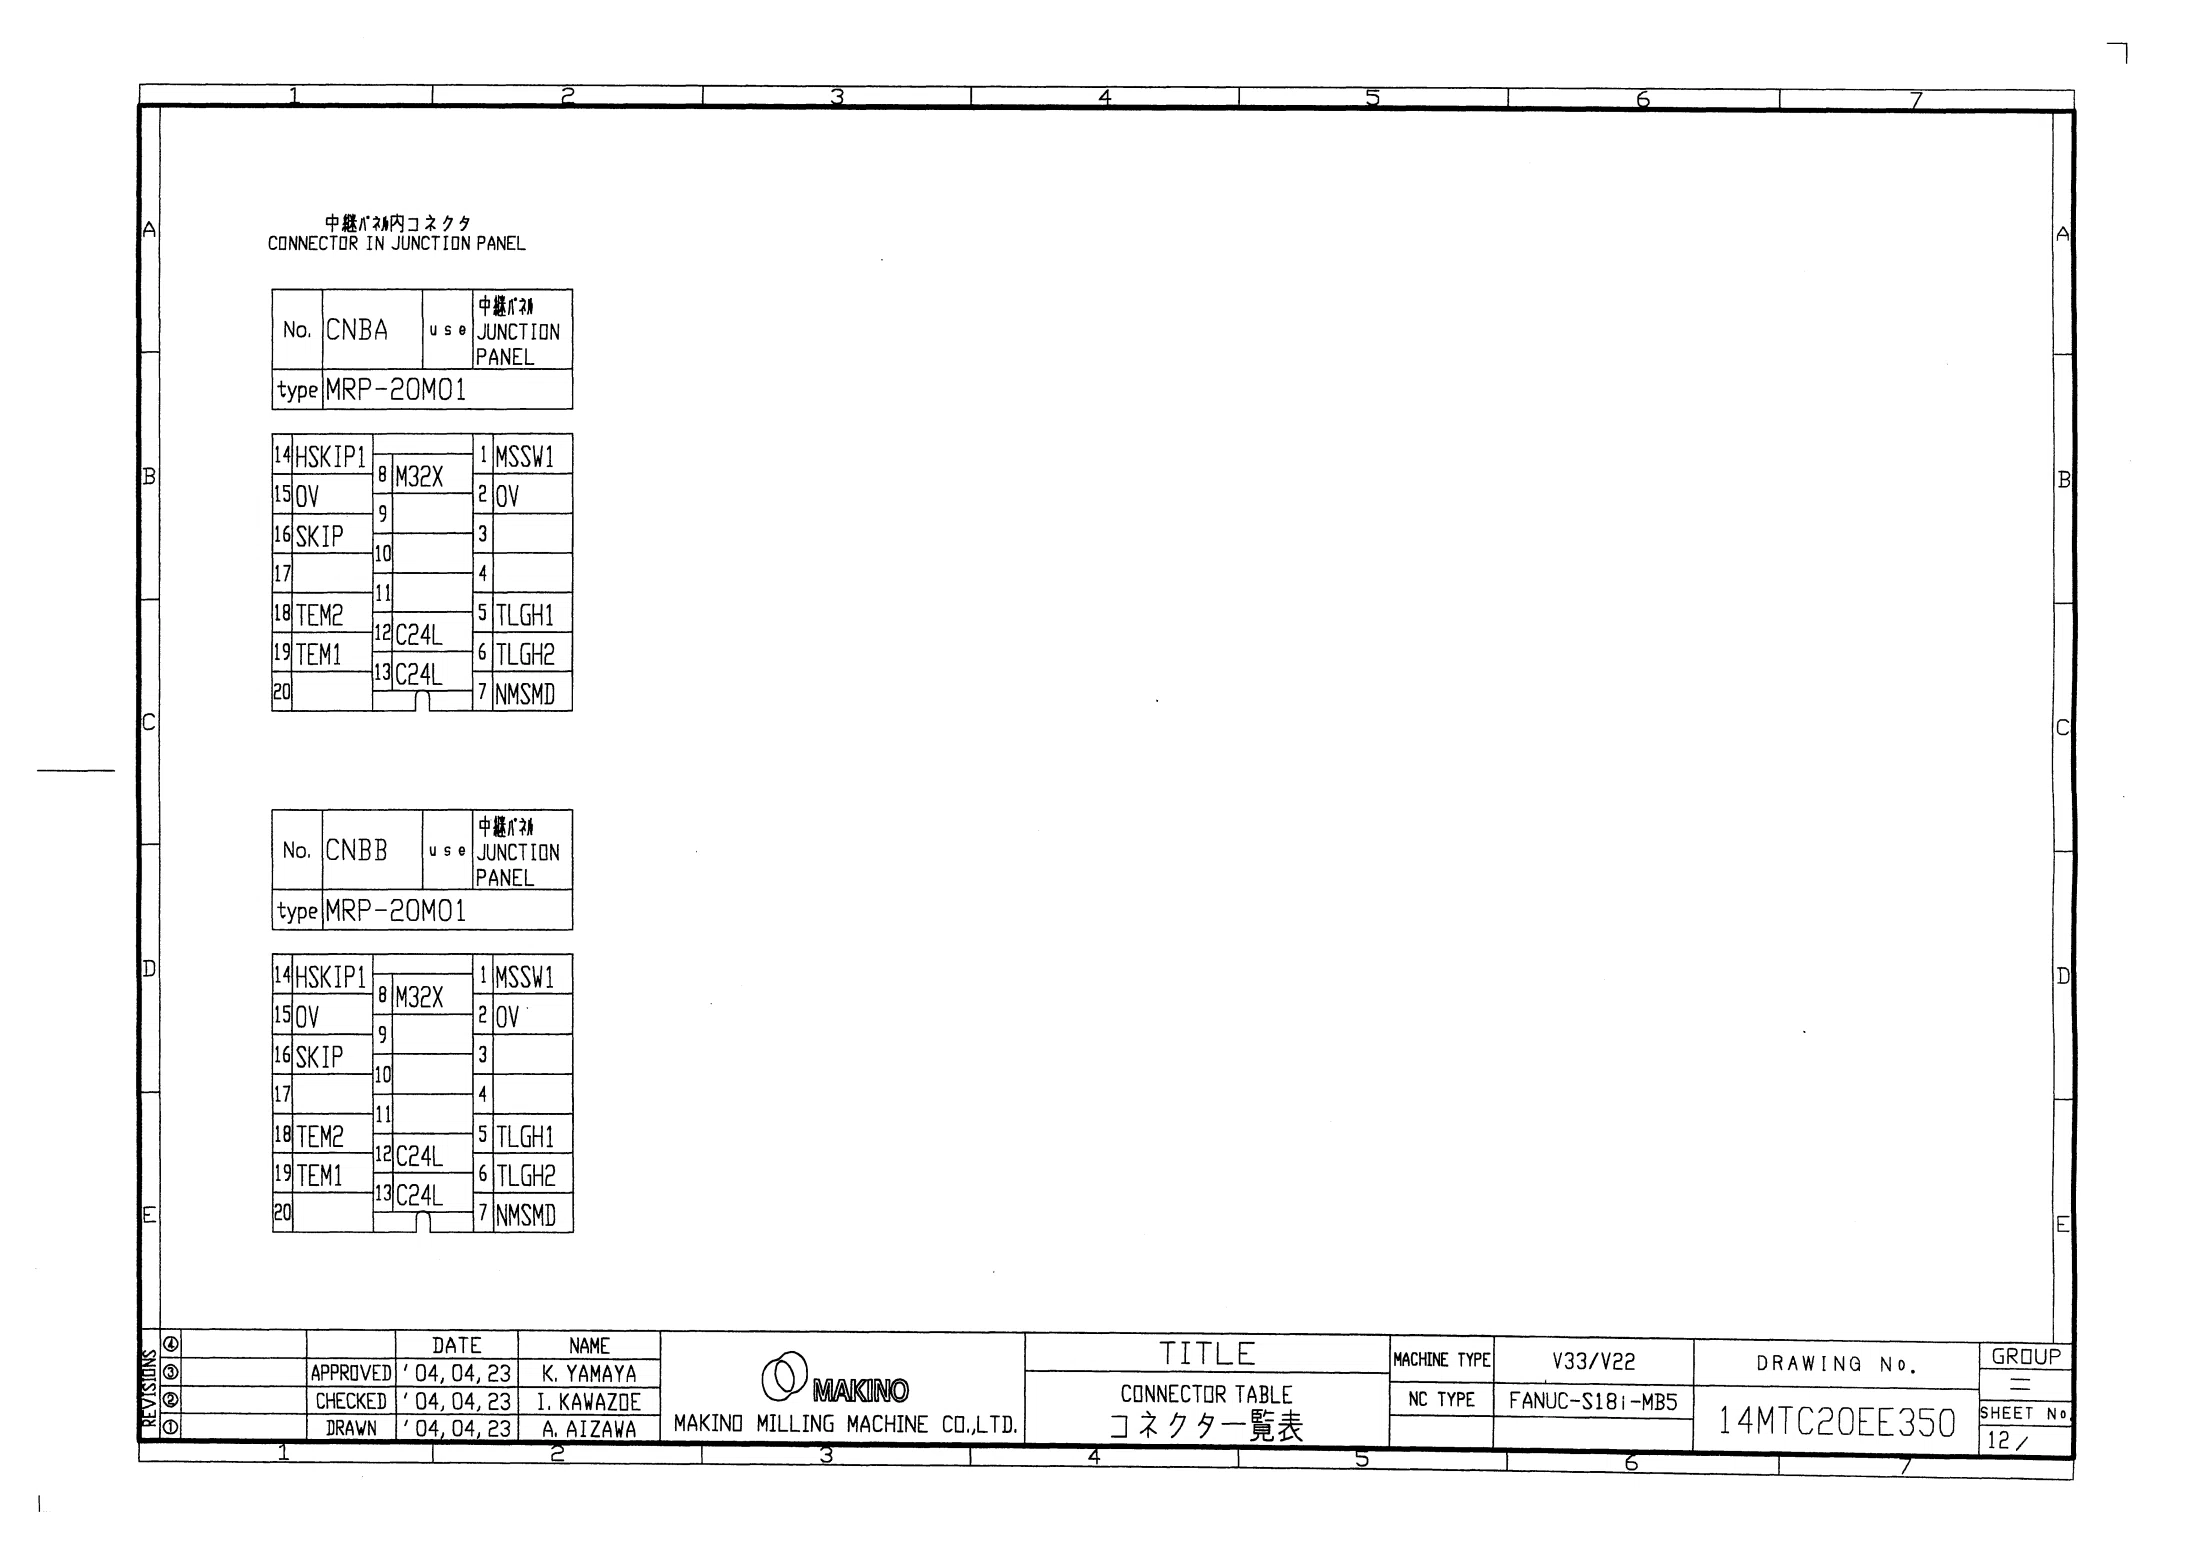 1 2 3 4 5 6 7
A A
B B
C C
D D
E E
中継パネル内コネクタ
CONNECTOR IN JUNCTION PANEL
No. CNBA use 中継パネル
JUNCTION
PANEL
type MRP-20M01
14 HSKIP1 1 MSSW1
8 M32X
15 0V 2 0V
9
16 SKIP 3
10
17 4
11
18 TEM2 5 TLGH1
12 C24L
19 TEM1 6 TLGH2
13 C24L
20 7 NMSMD
No. CNBB use 中継パネル
JUNCTION
PANEL
type MRP-20M01
14 HSKIP1 1 MSSW1
8 M32X
15 0V 2 0V
9
16 SKIP 3
10
17 4
11
18 TEM2 5 TLGH1
12 C24L
19 TEM1 6 TLGH2
13 C24L
20 7 NMSMD
REVISIONS
④ DATE NAME
③ APPROVED '04,04,23 K. YAMAYA
② CHECKED '04,04,23 I. KAWAZOE
① DRAWN '04,04,23 A. AIZAWA
MAKINO
MAKINO MILLING MACHINE CO.,LTD.
TITLE
CONNECTOR TABLE
コネクタ一覧表
MACHINE TYPE V33/V22
NC TYPE FANUC-S18i-MB5
DRAWING No.
14MTC20EE350
GROUP
=
SHEET No.
12/
1 2 3 4 5 6 7